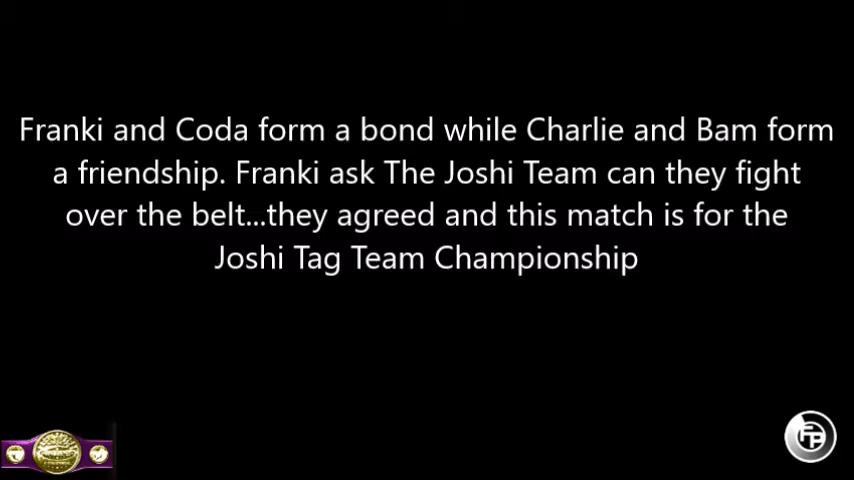 Franki and Coda form a bond while Charlie and Bam form
a friendship. Franki ask The Joshi Team can they fight
over the belt...they agreed and this match is for the
Joshi Tag Team Championship
FP